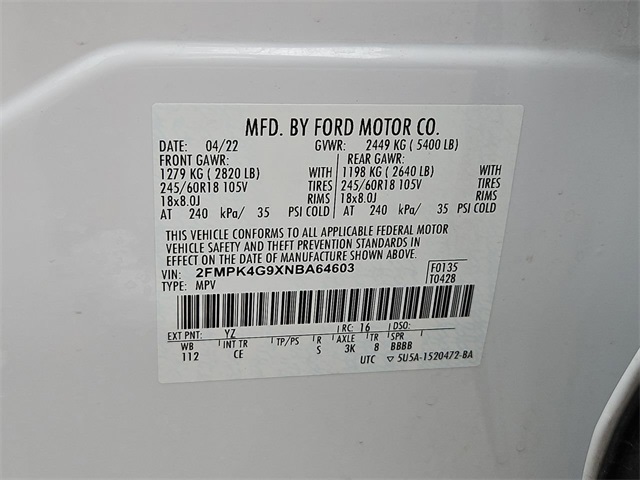 MFD. BY FORD MOTOR CO.
DATE: 04/22 GVWR: 2449 KG ( 5400 LB)
FRONT GAWR: REAR GAWR:
1279 KG ( 2820 LB) WITH 1198 KG ( 2640 LB) WITH
245/60R18 105V TIRES 245/60R18 105V TIRES
18x8.0J RIMS 18x8.0J RIMS
AT 240 kPa/ 35 PSI COLD AT 240 kPa/ 35 PSI COLD
THIS VEHICLE CONFORMS TO ALL APPLICABLE FEDERAL MOTOR
VEHICLE SAFETY AND THEFT PREVENTION STANDARDS IN
EFFECT ON THE DATE OF MANUFACTURE SHOWN ABOVE.
VIN: 2FMPK4G9XNBA64603 F0135
TYPE: MPV T0428
EXT PNT: YZ RC: 16 DSO:
WB INT TR TP/PS R AXLE TR SPR
112 CE S 3K 8 BBBB
UTC 5U5A-1520472-BA